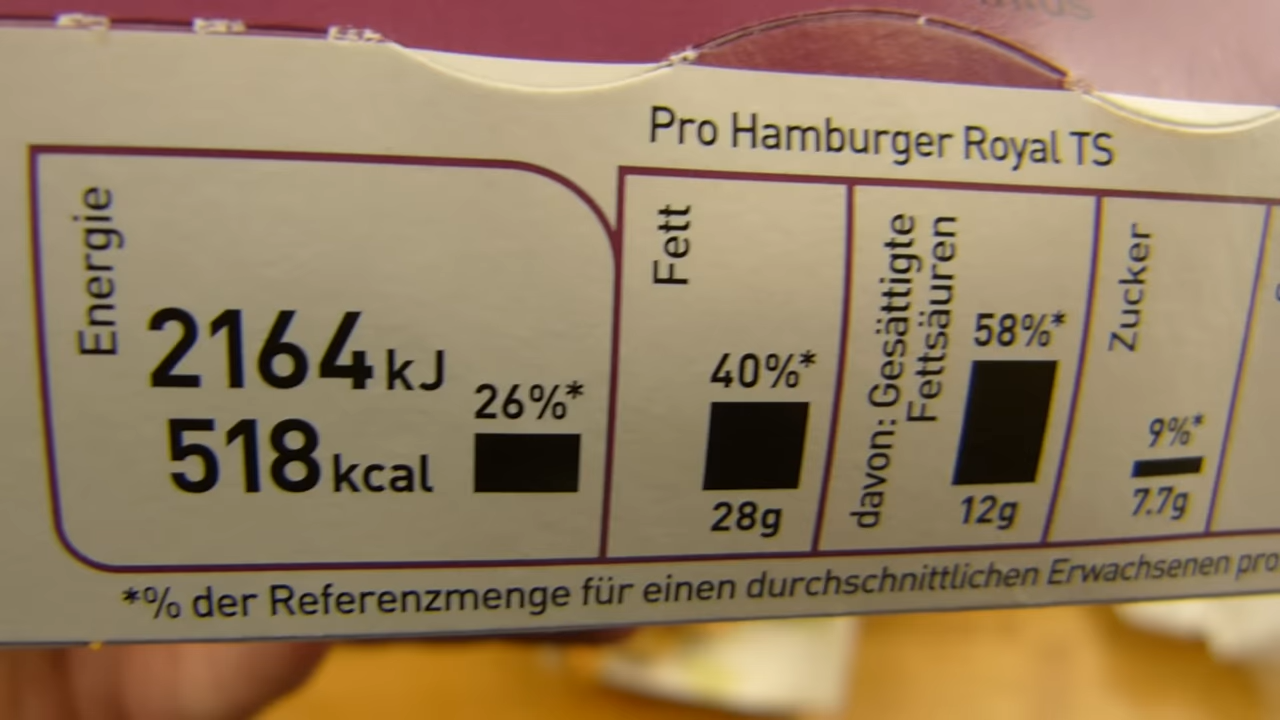 Pro Hamburger Royal TS
Energie
2164 kJ
518 kcal
26%*
Fett
40%*
28g
davon: Gesättigte
Fettsäuren
58%*
12g
Zucker
9%*
7.7g
*% der Referenzmenge für einen durchschnittlichen Erwachsenen pro